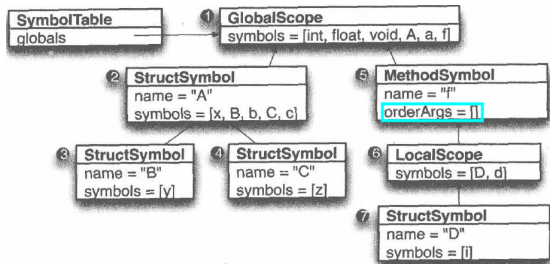 SymbolTable
globals
1 GlobalScope
symbols = [int, float, void, A, a, f]
2 StructSymbol
name = "A"
symbols = [x, B, b, C, c]
5 MethodSymbol
name = "f"
orderArgs = []
3 StructSymbol
name = "B"
symbols = [y]
4 StructSymbol
name = "C"
symbols = [z]
6 LocalScope
symbols = [D, d]
7 StructSymbol
name = "D"
symbols = [i]